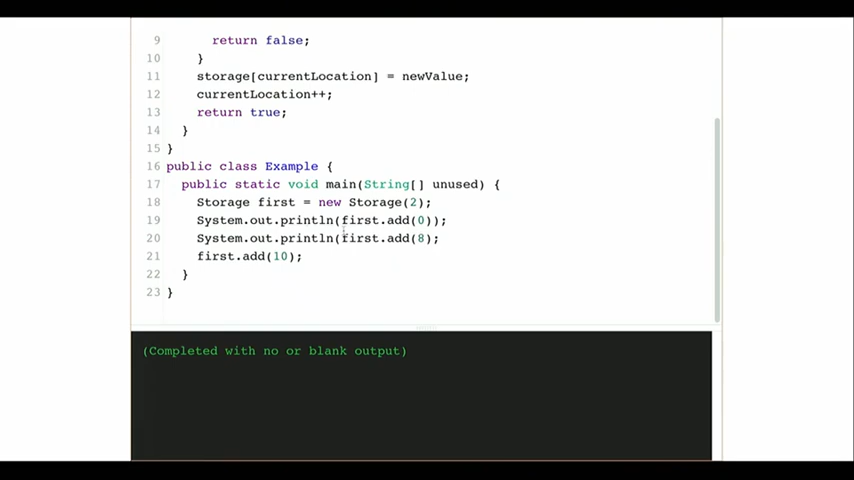 9 return false;
10 }
11 storage[currentLocation] = newValue;
12 currentLocation++;
13 return true;
14 }
15 }
16 public class Example {
17 public static void main(String[] unused) {
18 Storage first = new Storage(2);
19 System.out.println(first.add(0));
20 System.out.println(first.add(8);
21 first.add(10);
22 }
23 }
(Completed with no or blank output)